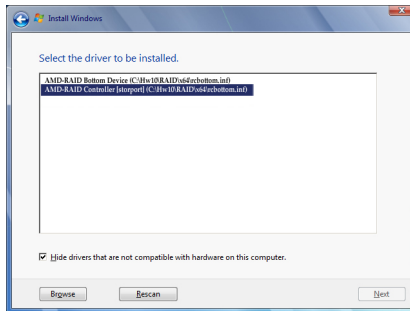 Install Windows
Select the driver to be installed.
AMD-RAID Bottom Device (C:\Hw10\RAID\x64\rcbottom.inf)
AMD-RAID Controller [storport] (C:\Hw10\RAID\x64\rcbottom.inf)
Hide drivers that are not compatible with hardware on this computer.
Browse Rescan Next